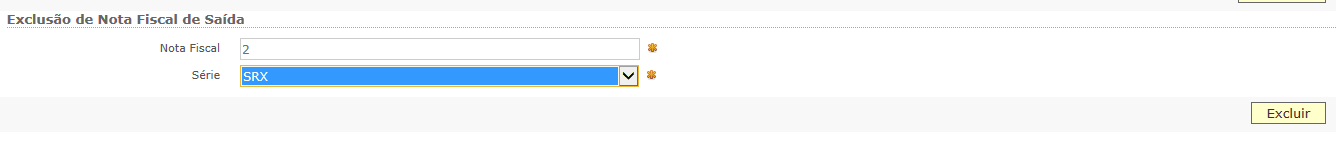 Exclusão de Nota Fiscal de Saída
Nota Fiscal 2
Série SRX
Excluir